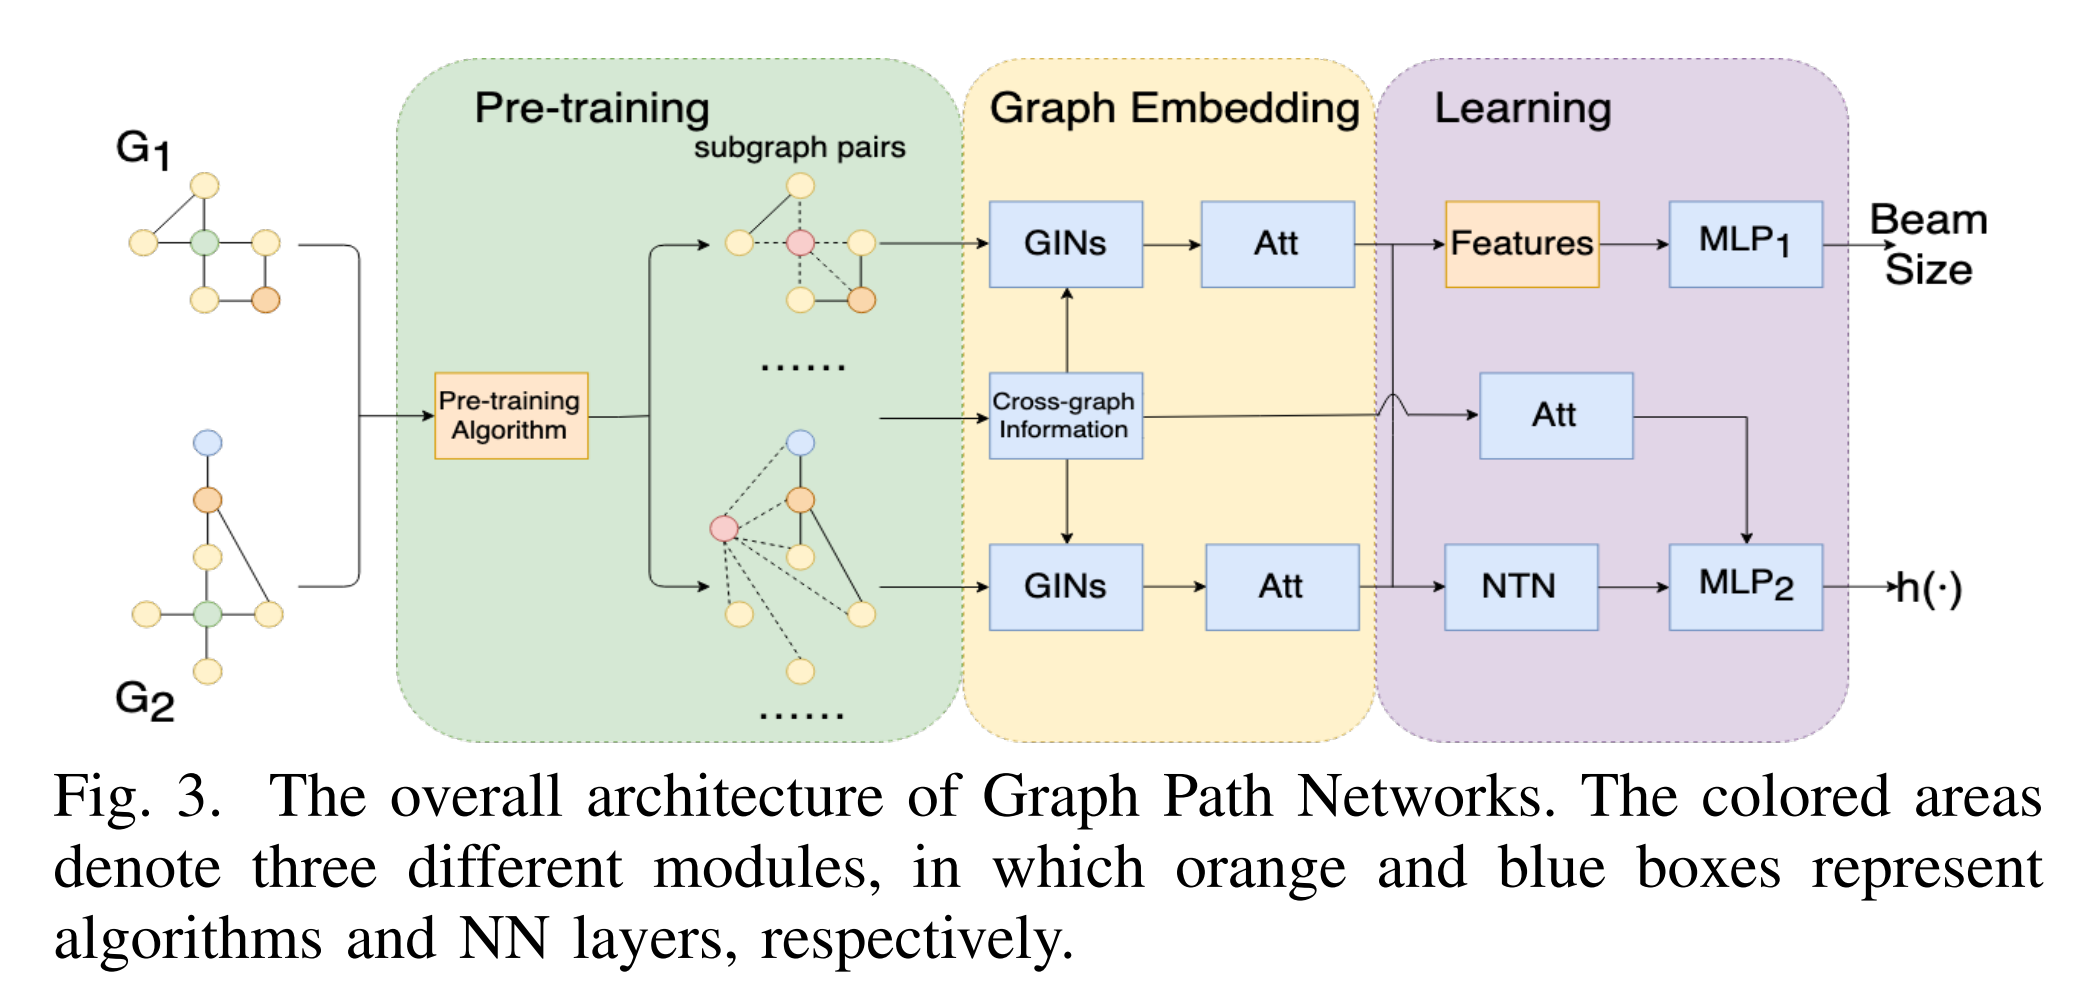 Pre-training
Graph Embedding
Learning
G1
subgraph pairs
GINs
Att
Features
MLP1
Beam
Size
......
Pre-training
Algorithm
Cross-graph
Information
Att
GINs
Att
NTN
MLP2
h(·)
G2
......
Fig. 3. The overall architecture of Graph Path Networks. The colored areas
denote three different modules, in which orange and blue boxes represent
algorithms and NN layers, respectively.